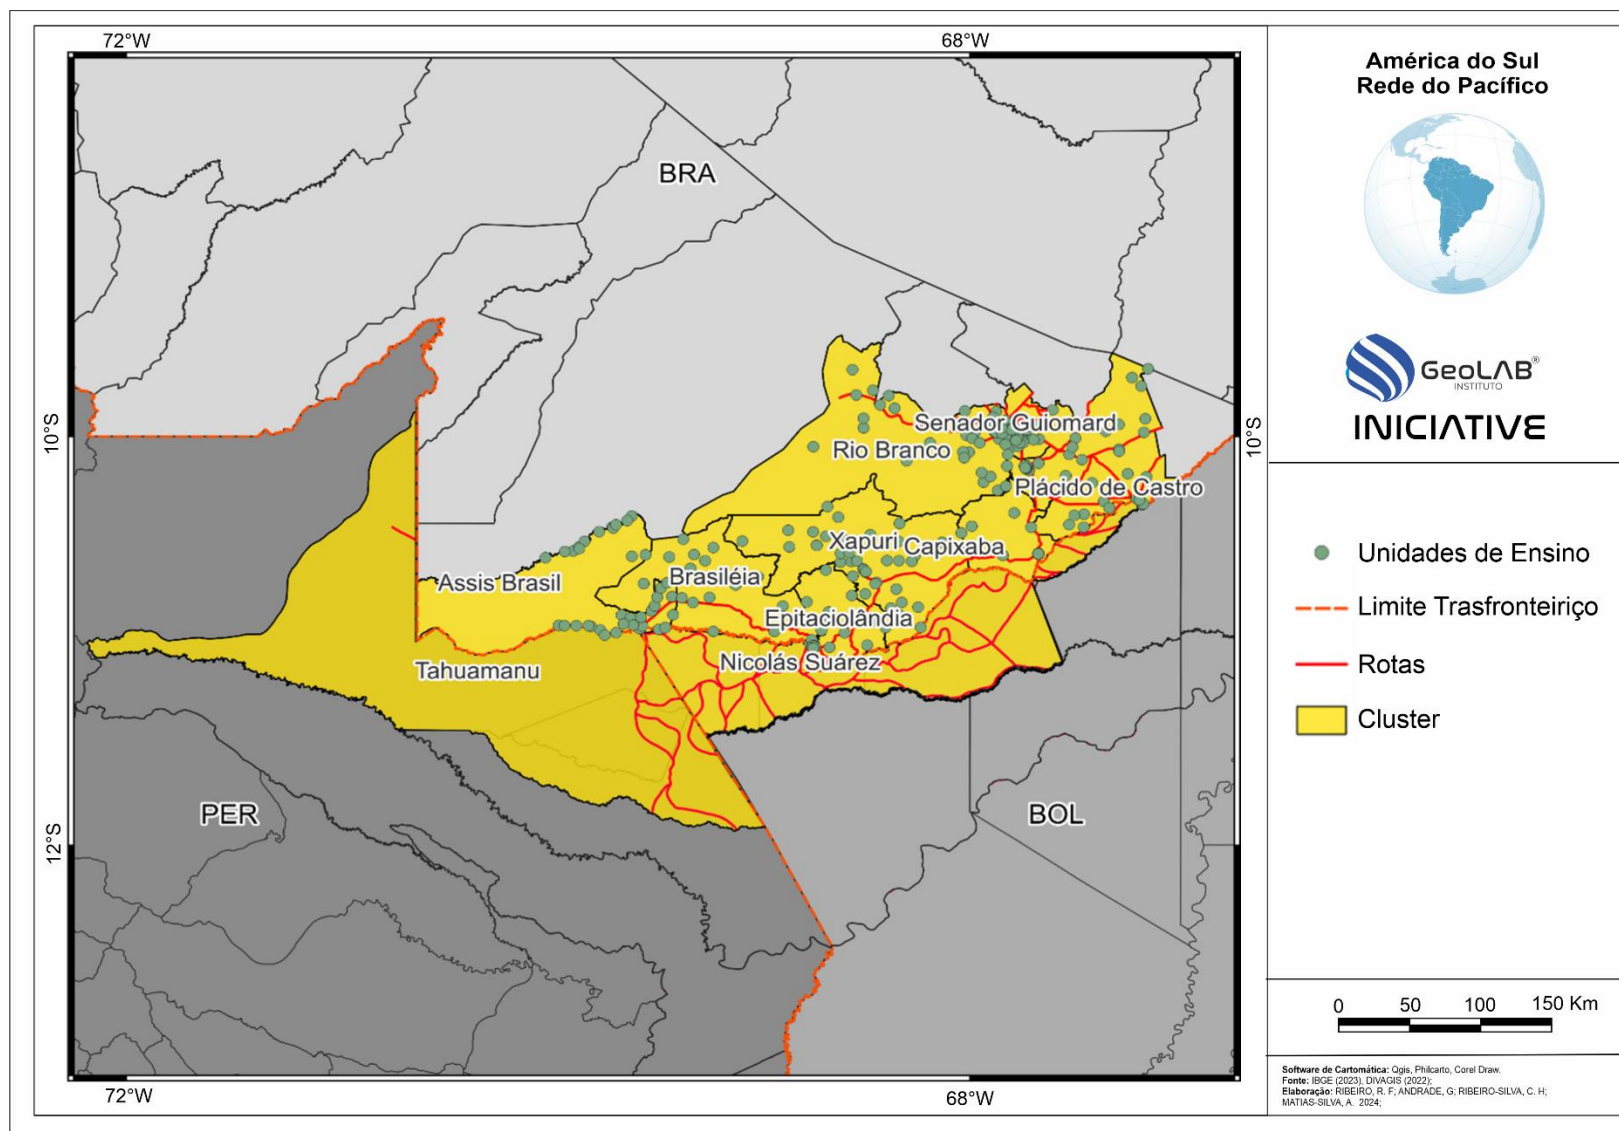 72°W
68°W
10°S
12°S
10°S
72°W
68°W
BRA
Senador Guiomard
Rio Branco
Plácido de Castro
Xapuri
Capixaba
Brasiléia
Assis Brasil
Epitaciolândia
Nicolás Suárez
Tahuamanu
PER
BOL
América do Sul
Rede do Pacífico
GeoLAB®
INSTITUTO
INICIATIVE
Unidades de Ensino
Limite Trasfronteiriço
Rotas
Cluster
0 50 100 150 Km
Software de Cartomática: Qgis, Philcarto, Corel Draw.
Fonte: IBGE (2023), DIVAGIS (2022);
Elaboração: RIBEIRO, R. F; ANDRADE, G; RIBEIRO-SILVA, C. H;
MATIAS-SILVA, A. 2024;